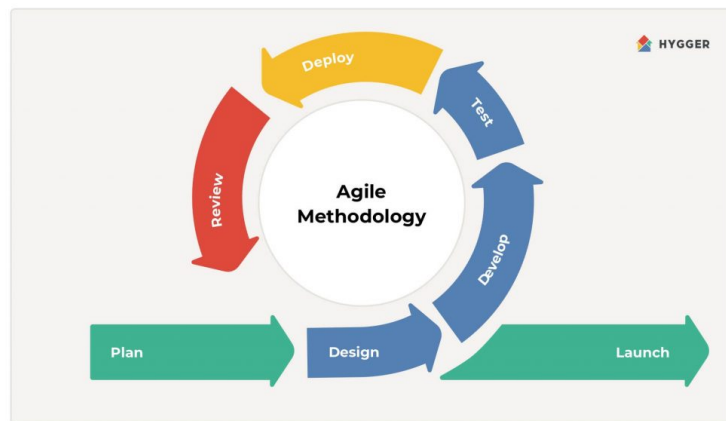 HYGGER
Deploy
Test
Review
Agile
Methodology
Develop
Plan
Design
Launch